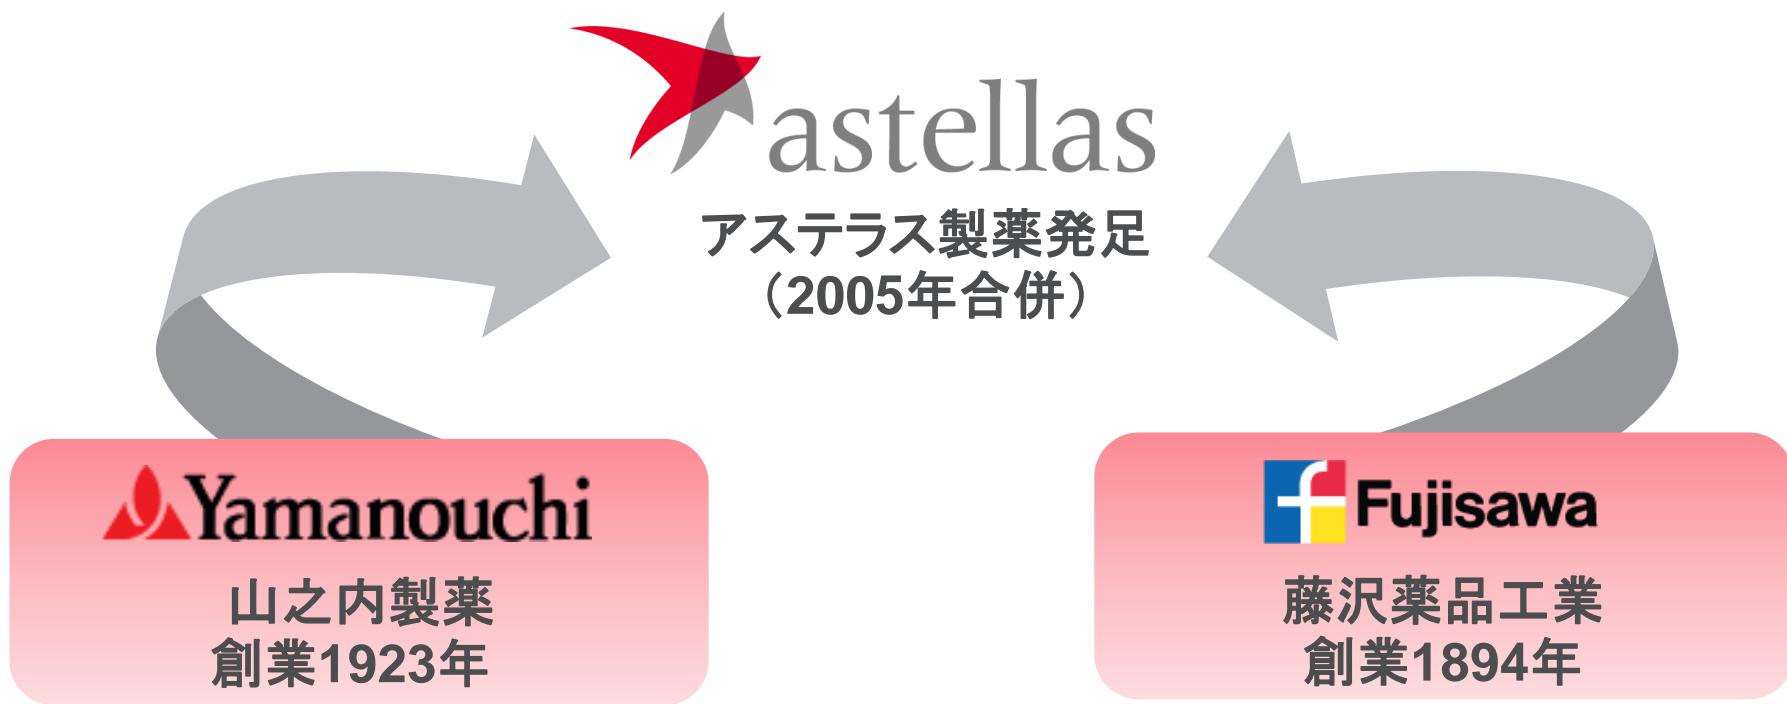 astellas
アステラス製薬発足
（2005年合併）
Yamanouchi
山之内製薬
創業1923年
f Fujisawa
藤沢薬品工業
創業1894年